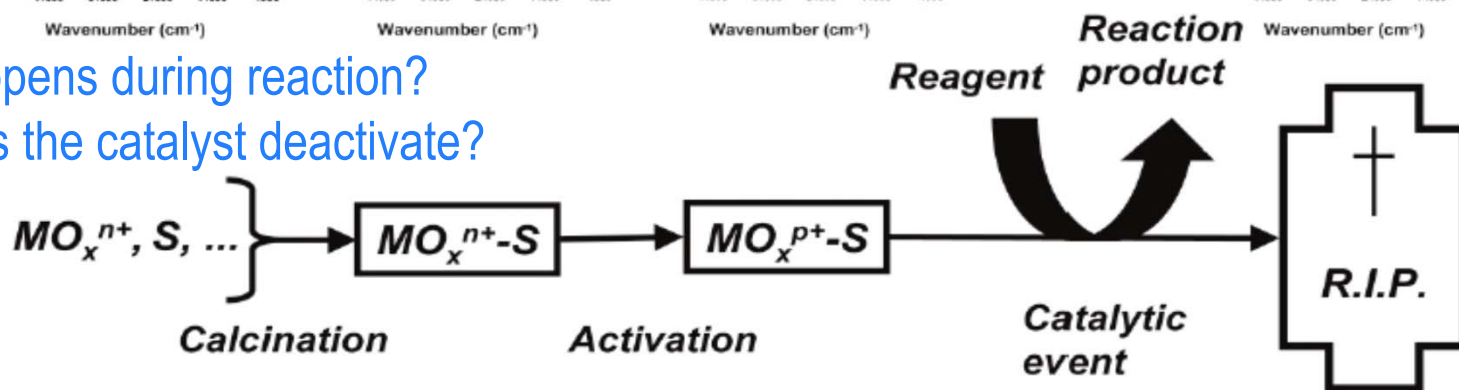 Wavenumber (cm⁻¹) Wavenumber (cm⁻¹) Wavenumber (cm⁻¹) Wavenumber (cm⁻¹)
during reaction?
the catalyst deactivate?
Reagent
Reaction
product
MOₓⁿ⁺, S, ...
MOₓⁿ⁺-S
MOₓᵖ⁺-S
R.I.P.
Calcination
Activation
Catalytic
event